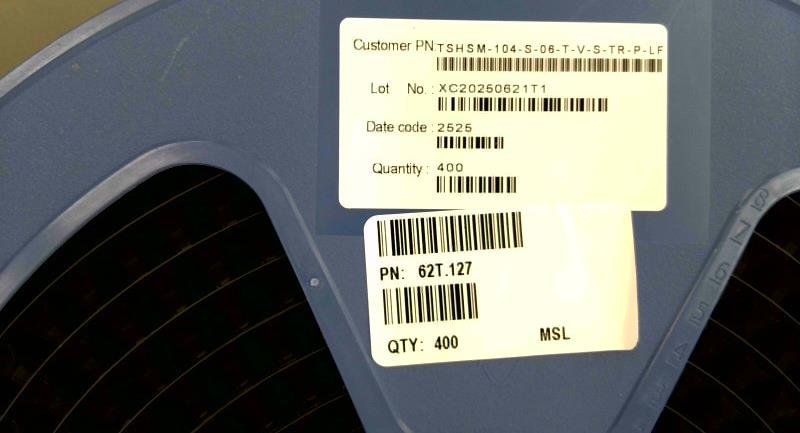 Customer PN:TSHSM-104-S-06-T-V-S-TR-P-LF
Lot No. : XC20250621T1
Date code : 2525
Quantity : 400
PN: 62T.127
QTY: 400 MSL